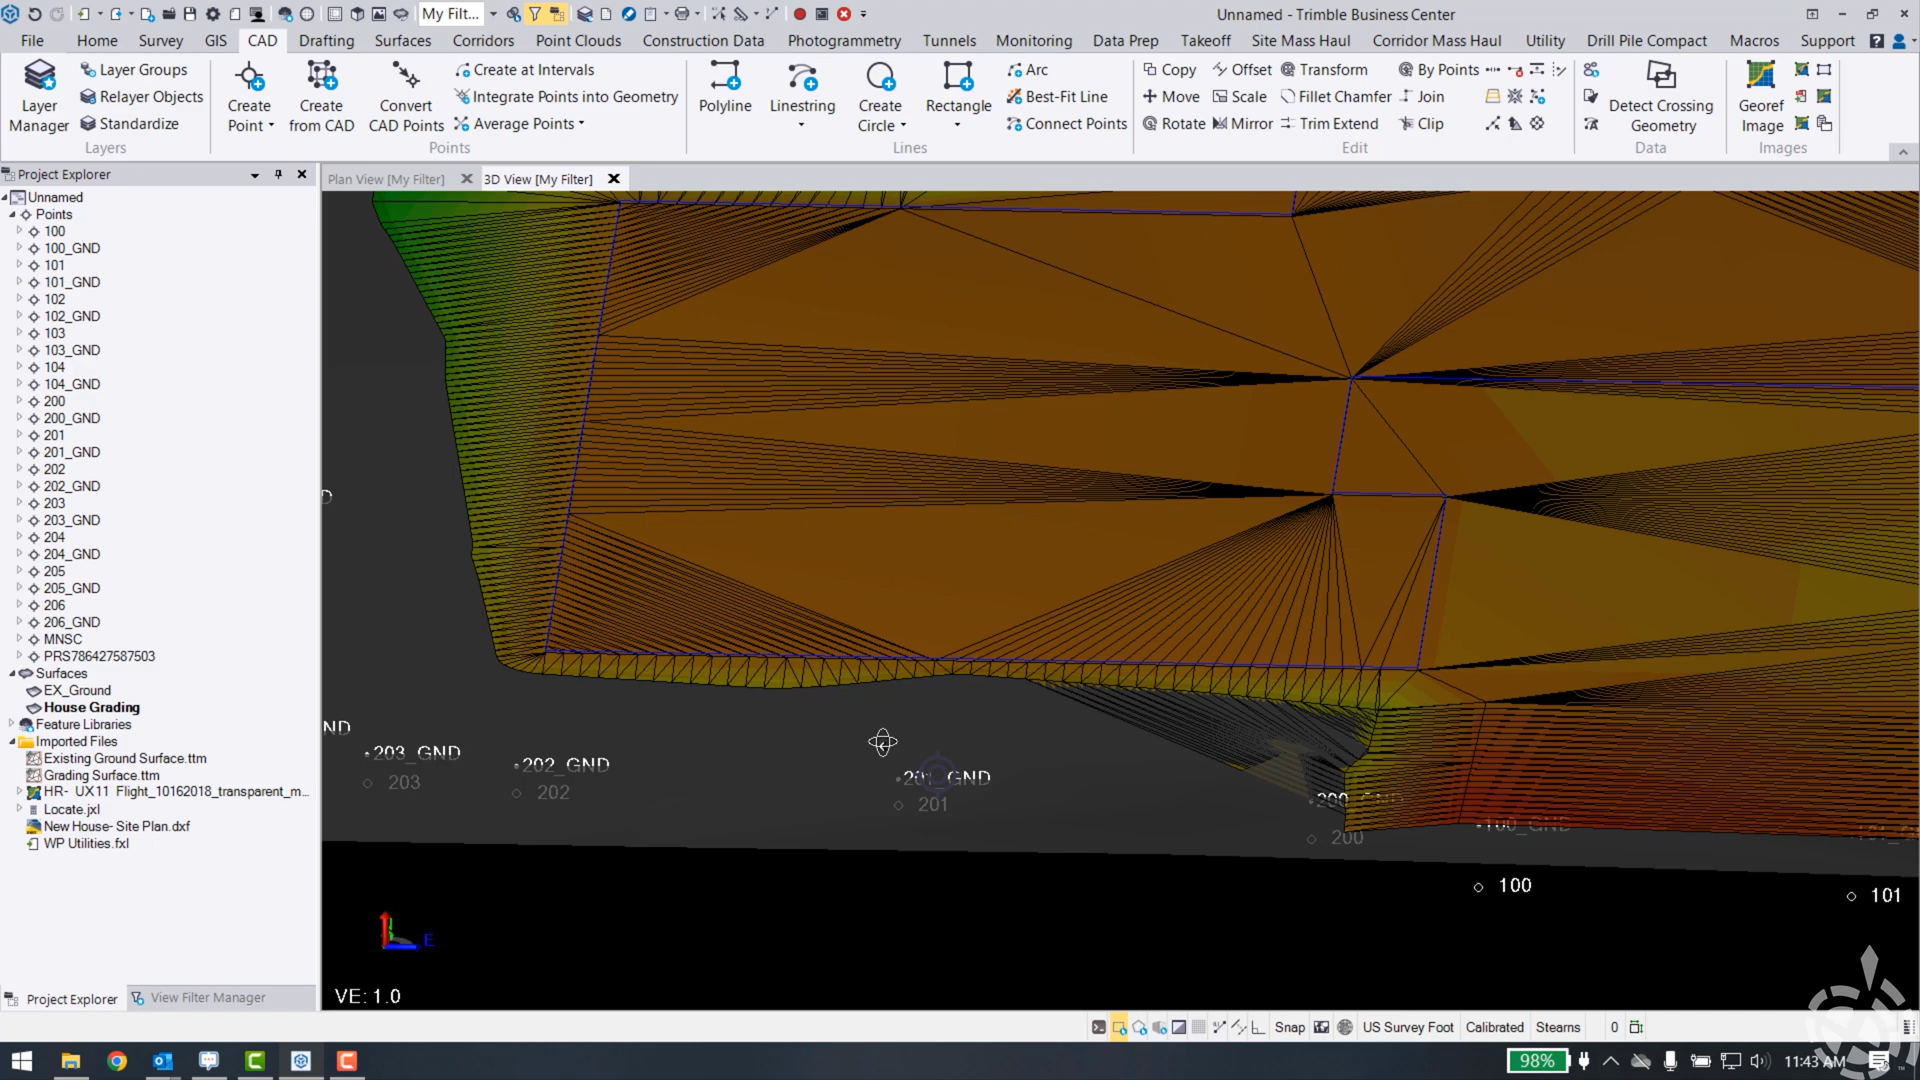 My Filt...
Unnamed - Trimble Business Center
File Home Survey GIS CAD Drafting Surfaces Corridors Point Clouds Construction Data Photogrammetry Tunnels Monitoring Data Prep Takeoff Site Mass Haul Corridor Mass Haul Utility Drill Pile Compact Macros Support
Layer Manager
Layer Groups
Relayer Objects
Standardize
Layers
Create Point
Create from CAD
Convert CAD Points
Create at Intervals
Integrate Points into Geometry
Average Points
Points
Polyline
Linestring
Create Circle
Rectangle
Arc
Best-Fit Line
Connect Points
Lines
Copy Offset Transform By Points
Move Scale Fillet Chamfer Join
Rotate Mirror Trim Extend Clip
Edit
Detect Crossing Geometry
Data
Georef Image
Images
Project Explorer
Plan View [My Filter]
3D View [My Filter]
Unnamed
Points
100
100_GND
101
101_GND
102
102_GND
103
103_GND
104
104_GND
200
200_GND
201
201_GND
202
202_GND
203
203_GND
204
204_GND
205
205_GND
206
206_GND
MNSC
PRS786427587503
Surfaces
EX_Ground
House Grading
Feature Libraries
Imported Files
Existing Ground Surface.ttm
Grading Surface.ttm
HR- UX11 Flight_10162018_transparent_m...
Locate.jxl
New House- Site Plan.dxf
WP Utilities.fxl
D
ND
203_GND
203
202_GND
202
201_GND
201
200_GND
200
100_GND
100
101
E
VE: 1.0
Project Explorer
View Filter Manager
Snap US Survey Foot Calibrated Stearns 0
98%
11:43 AM